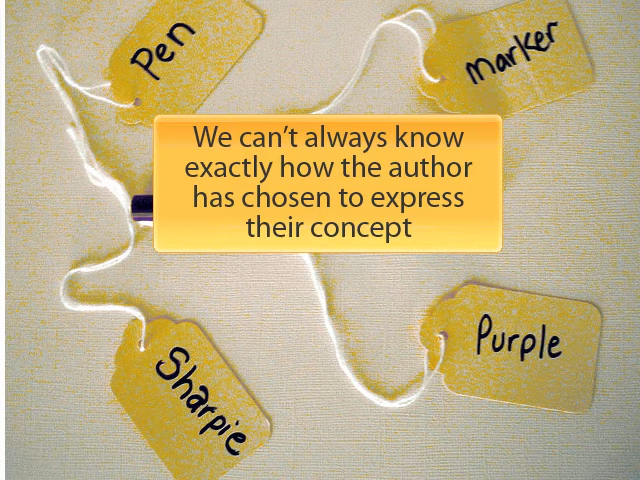 Pen
Marker
We can't always know
exactly how the author
has chosen to express
their concept
Purple
Sharpie